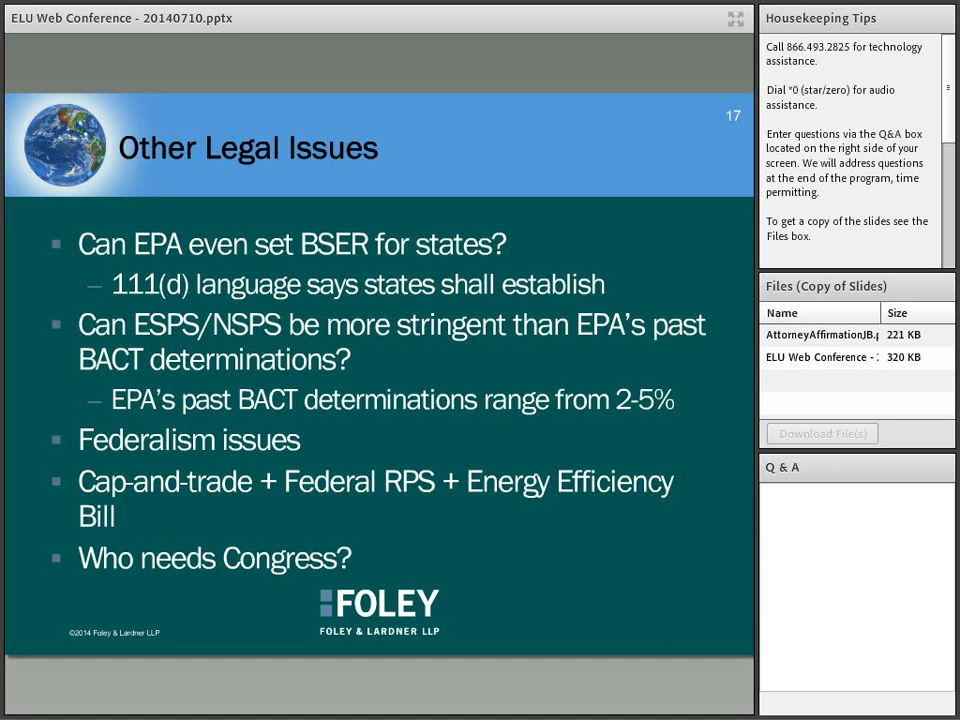 ELU Web Conference - 20140710.pptx
17
Other Legal Issues
Can EPA even set BSER for states?
– 111(d) language says states shall establish
Can ESPS/NSPS be more stringent than EPA's past
BACT determinations?
– EPA's past BACT determinations range from 2-5%
Federalism issues
Cap-and-trade + Federal RPS + Energy Efficiency
Bill
Who needs Congress?
FOLEY
FOLEY & LARDNER LLP
©2014 Foley & Lardner LLP
Housekeeping Tips
Call 866.493.2825 for technology
assistance.
Dial *0 (star/zero) for audio
assistance.
Enter questions via the Q&A box
located on the right side of your
screen. We will address questions
at the end of the program, time
permitting.
To get a copy of the slides see the
Files box.
Files (Copy of Slides)
Name Size
AttorneyAffirmationJB.p 221 KB
ELU Web Conference - 320 KB
Download File(s)
Q & A